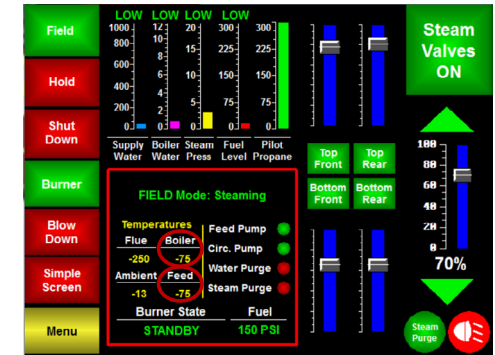 Field
Hold
Shut
Down
Burner
Blow
Down
Simple
Screen
Menu
LOW LOW LOW LOW
1000 12 20 300 300
800 10
8 15 225 225
600
6 10 150 150
400
4
200 5 75 75
2
0 0 0 0 0
Supply Boiler Steam Fuel Pilot
Water Water Press Level Propane
FIELD Mode: Steaming
Temperatures
Flue Boiler
-250 -75
Ambient Feed
-13 -75
Feed Pump
Circ. Pump
Water Purge
Steam Purge
Burner State Fuel
STANDBY 150 PSI
Top
Front
Top
Rear
Bottom
Front
Bottom
Rear
Steam
Valves
ON
100
80
60
40
20
0
70%
Steam
Purge